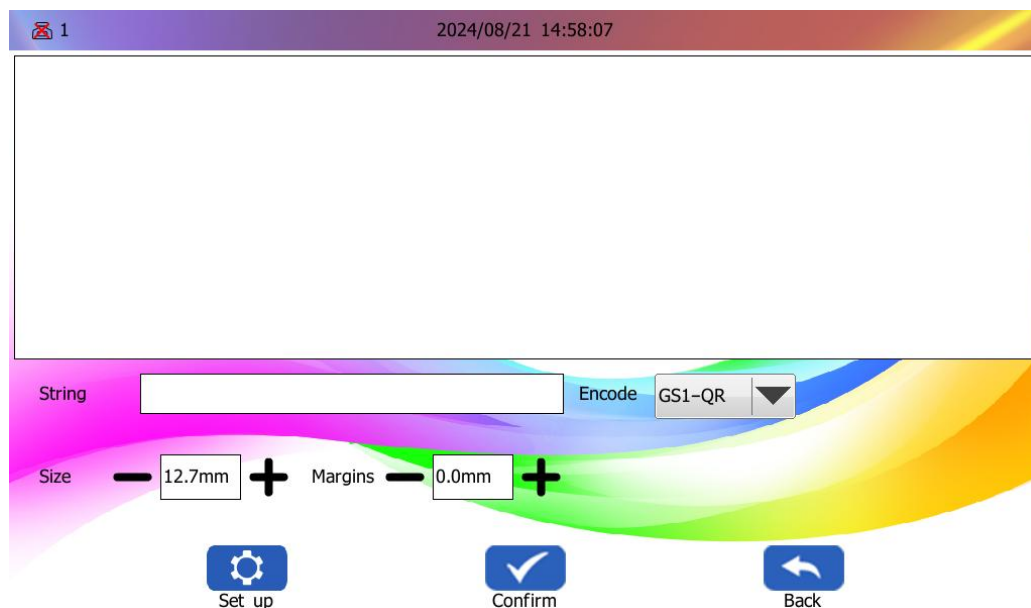 1 2024/08/21 14:58:07
String Encode GS1-QR
Size 12.7mm Margins 0.0mm
Set up Confirm Back